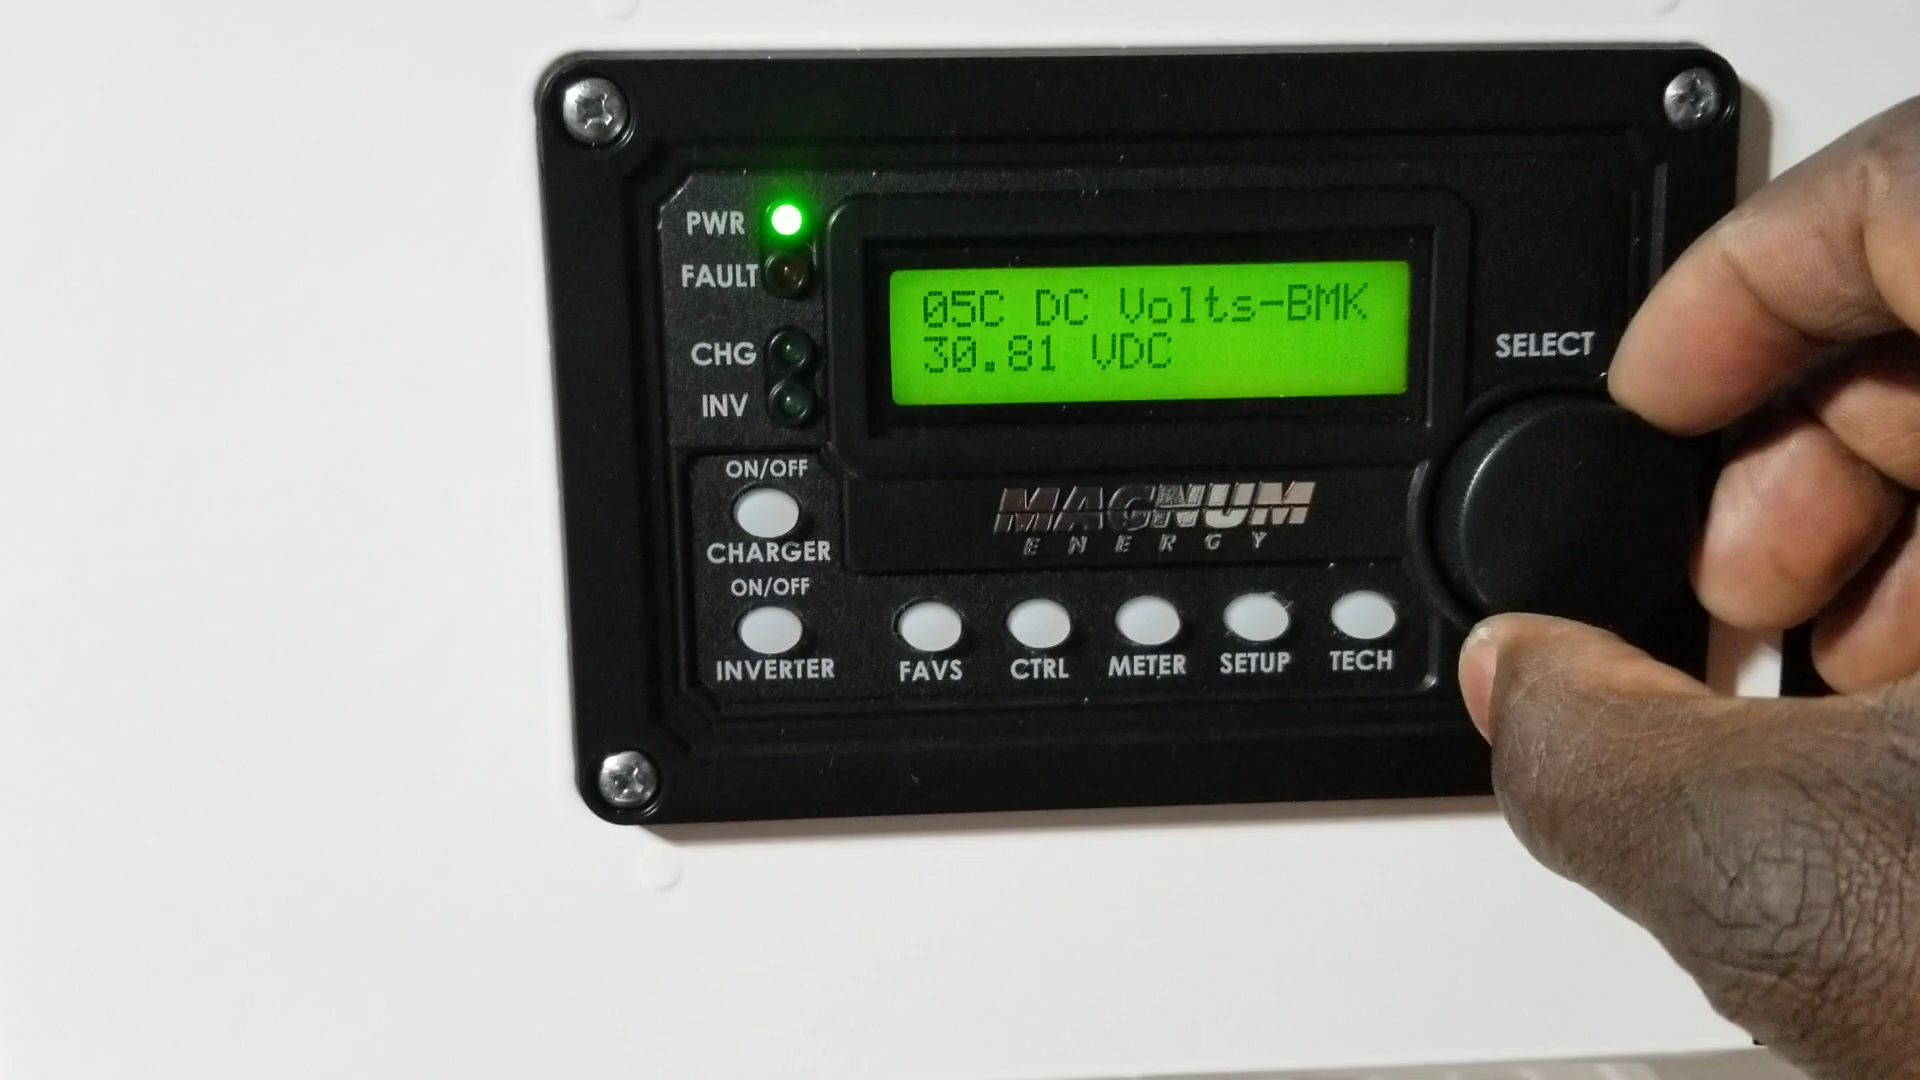 PWR
FAULT
CHG
INV
05C DC Volts-BMK
30.81 VDC
SELECT
MAGNUM
ENERGY
ON/OFF
CHARGER
ON/OFF
INVERTER
FAVS
CTRL
METER
SETUP
TECH